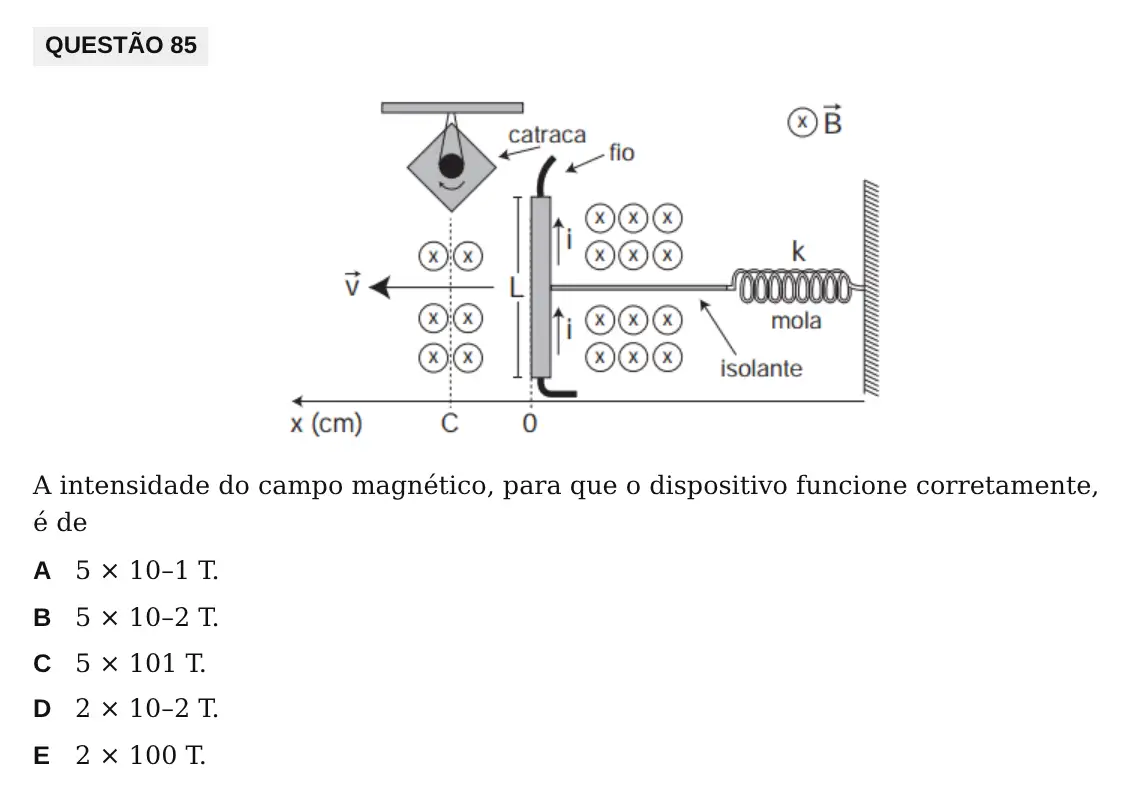 QUESTÃO 85
catraca
fio
x B
i
x x x
x x x
x x
k
v
L
mola
x x
i
x x x
x x
x x x
isolante
x (cm) C 0
A intensidade do campo magnético, para que o dispositivo funcione corretamente,
é de
A 5 × 10–1 T.
B 5 × 10–2 T.
C 5 × 101 T.
D 2 × 10–2 T.
E 2 × 100 T.